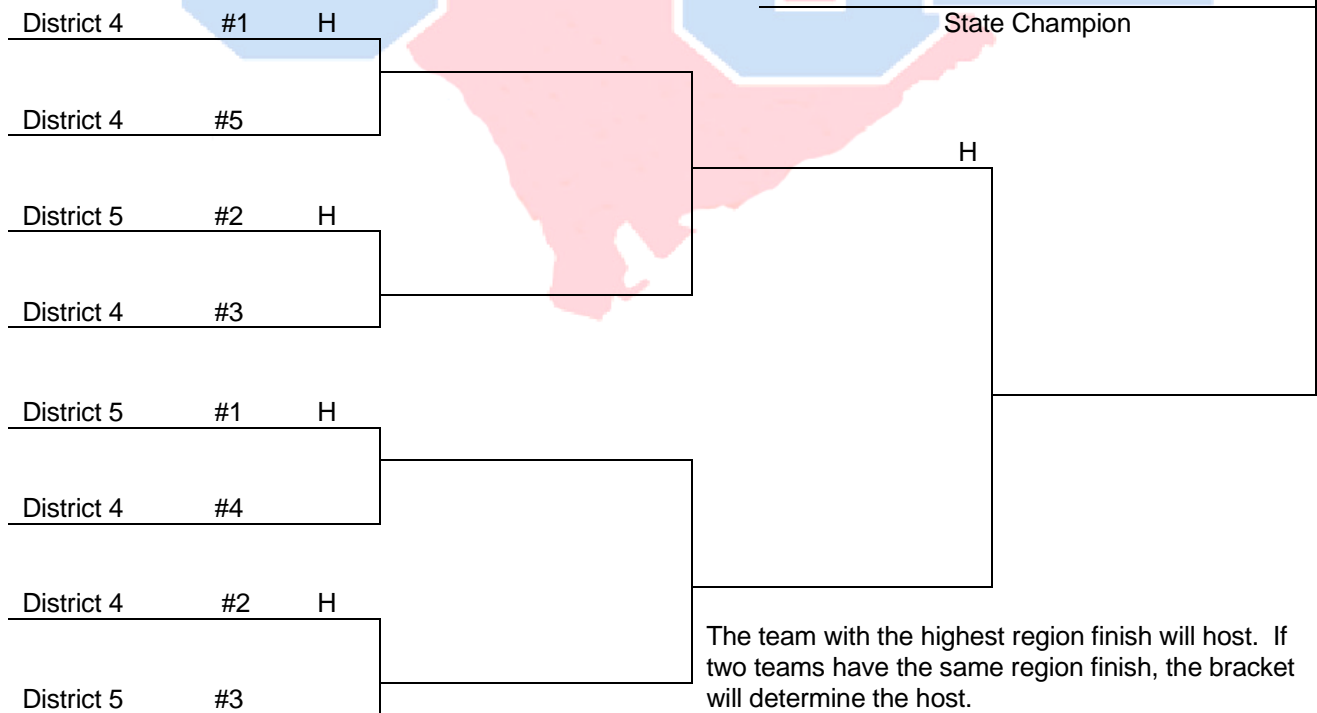 District 4 #1 H
State Champion
District 4 #5
H
District 5 #2 H
District 4 #3
District 5 #1 H
District 4 #4
District 4 #2 H
The team with the highest region finish will host. If
two teams have the same region finish, the bracket
will determine the host.
District 5 #3